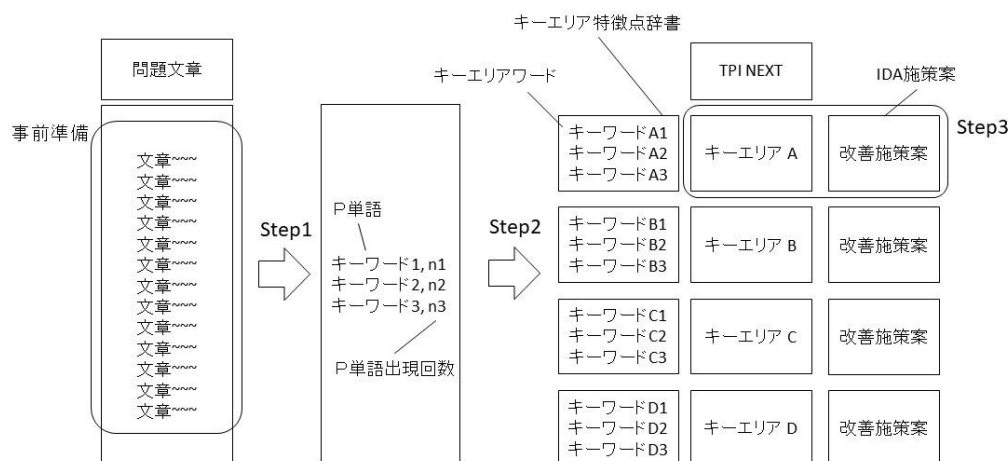 問題文章
事前準備
文章~~~
文章~~~
文章~~~
文章~~~
文章~~~
文章~~~
文章~~~
文章~~~
文章~~~
文章~~~
文章~~~
文章~~~
文章~~~
Step1
P単語
キーワード1, n1
キーワード2, n2
キーワード3, n3
P単語出現回数
Step2
キーエリア特徴点辞書
キーエリアワード
TPI NEXT
IDA施策案
Step3
キーワードA1
キーワードA2
キーワードA3
キーエリア A
改善施策案
キーワードB1
キーワードB2
キーワードB3
キーエリア B
改善施策案
キーワードC1
キーワードC2
キーワードC3
キーエリア C
改善施策案
キーワードD1
キーワードD2
キーワードD3
キーエリア D
改善施策案